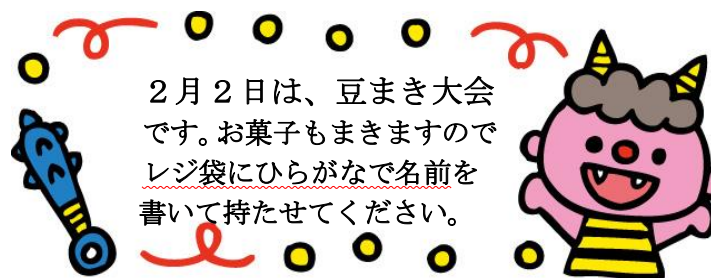 ２月２日は、豆まき大会
です。お菓子もまきますので
レジ袋にひらがなで名前を
書いて持たせてください。